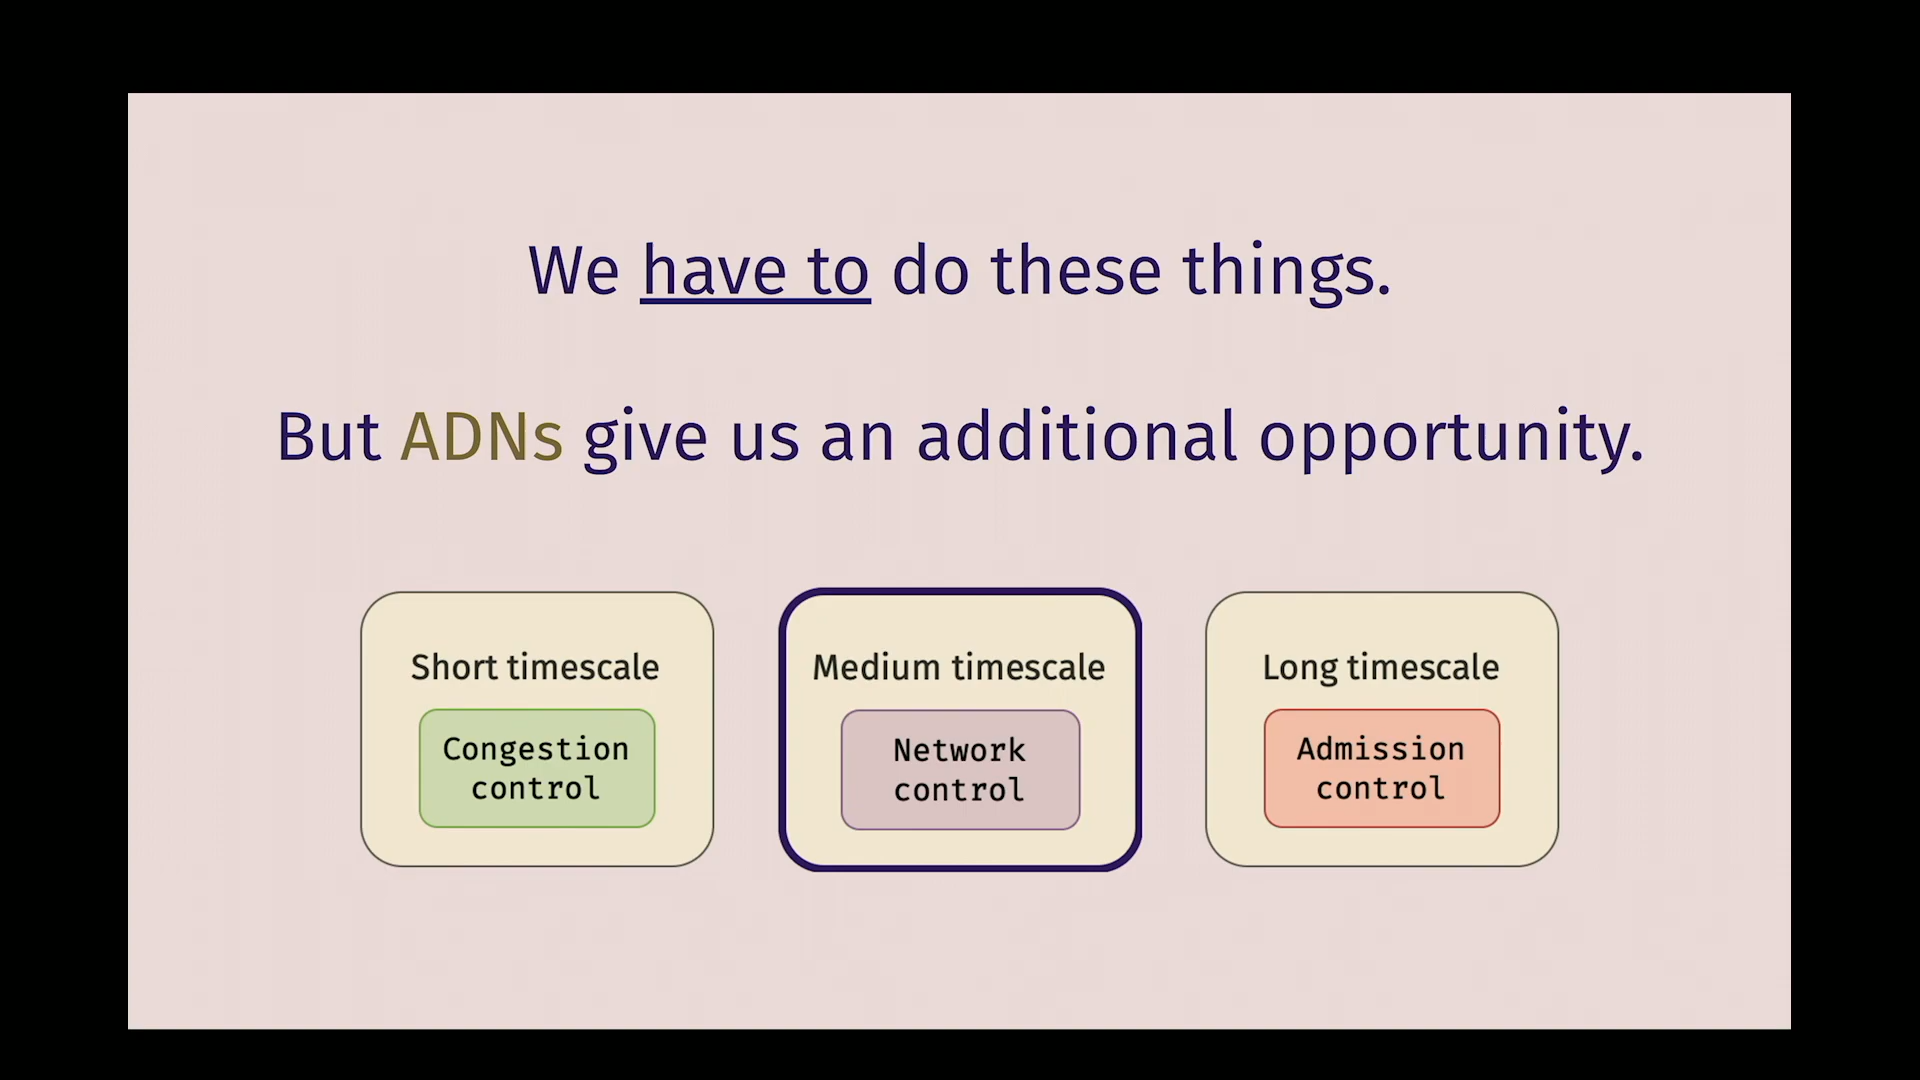 We have to do these things.
But ADNs give us an additional opportunity.
Short timescale
Congestion
control
Medium timescale
Network
control
Long timescale
Admission
control